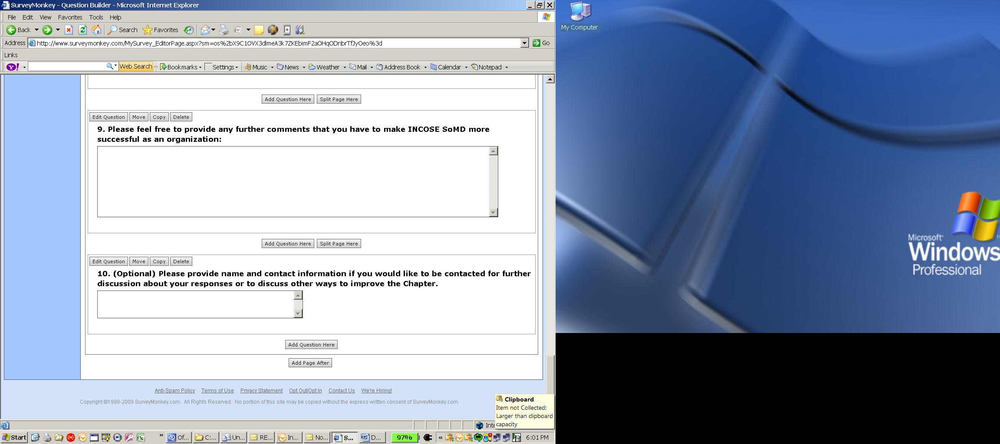 SurveyMonkey - Question Builder - Microsoft Internet Explorer
File Edit View Favorites Tools Help
Back Search Favorites
Address http://www.surveymonkey.com/MySurvey_EditorPage.aspx?sm=os%2bX9C1OVX3dlmeA3k7ZKEbimF2aOHqODnbrTfJyOeo%3d Go
Links
Y! Web Search Bookmarks Settings Music News Weather Mail Address Book Calendar Notepad
Add Question Here Split Page Here
Edit Question Move Copy Delete
9. Please feel free to provide any further comments that you have to make INCOSE SoMD more
successful as an organization:
Add Question Here Split Page Here
Edit Question Move Copy Delete
10. (Optional) Please provide name and contact information if you would like to be contacted for further
discussion about your responses or to discuss other ways to improve the Chapter.
Add Question Here
Add Page After
Anti-Spam Policy Terms of Use Privacy Statement Opt Out/Opt In Contact Us We're Hiring!
Copyright ©1999-2009 SurveyMonkey.com. All Rights Reserved. No portion of this site may be copied without the express written consent of SurveyMonkey.com.
Clipboard
Item not Collected:
Larger than clipboard
capacity
Inte
Start » Of... C:... Un... RE... In... No... S... D... 97% « 6:01 PM
My Computer
Microsoft
Windows
Professional